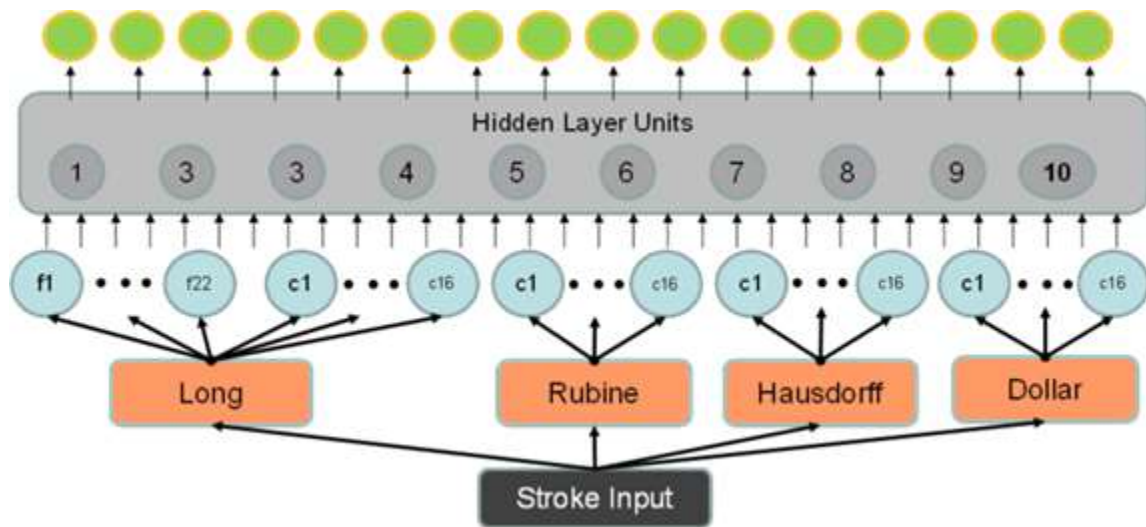 Hidden Layer Units
1 3 3 4 5 6 7 8 9 10
f1 ••• f22 c1 ••• c16 c1 ••• c16 c1 ••• c16 c1 ••• c16
Long Rubine Hausdorff Dollar
Stroke Input